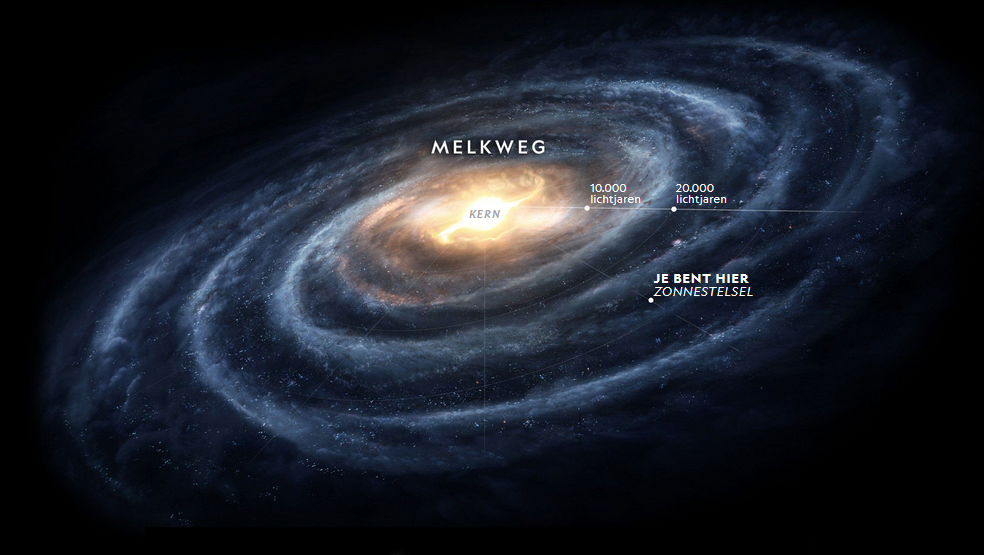 MELKWEG
10.000
lichtjaren
20.000
lichtjaren
KERN
JE BENT HIER
ZONNESTELSEL